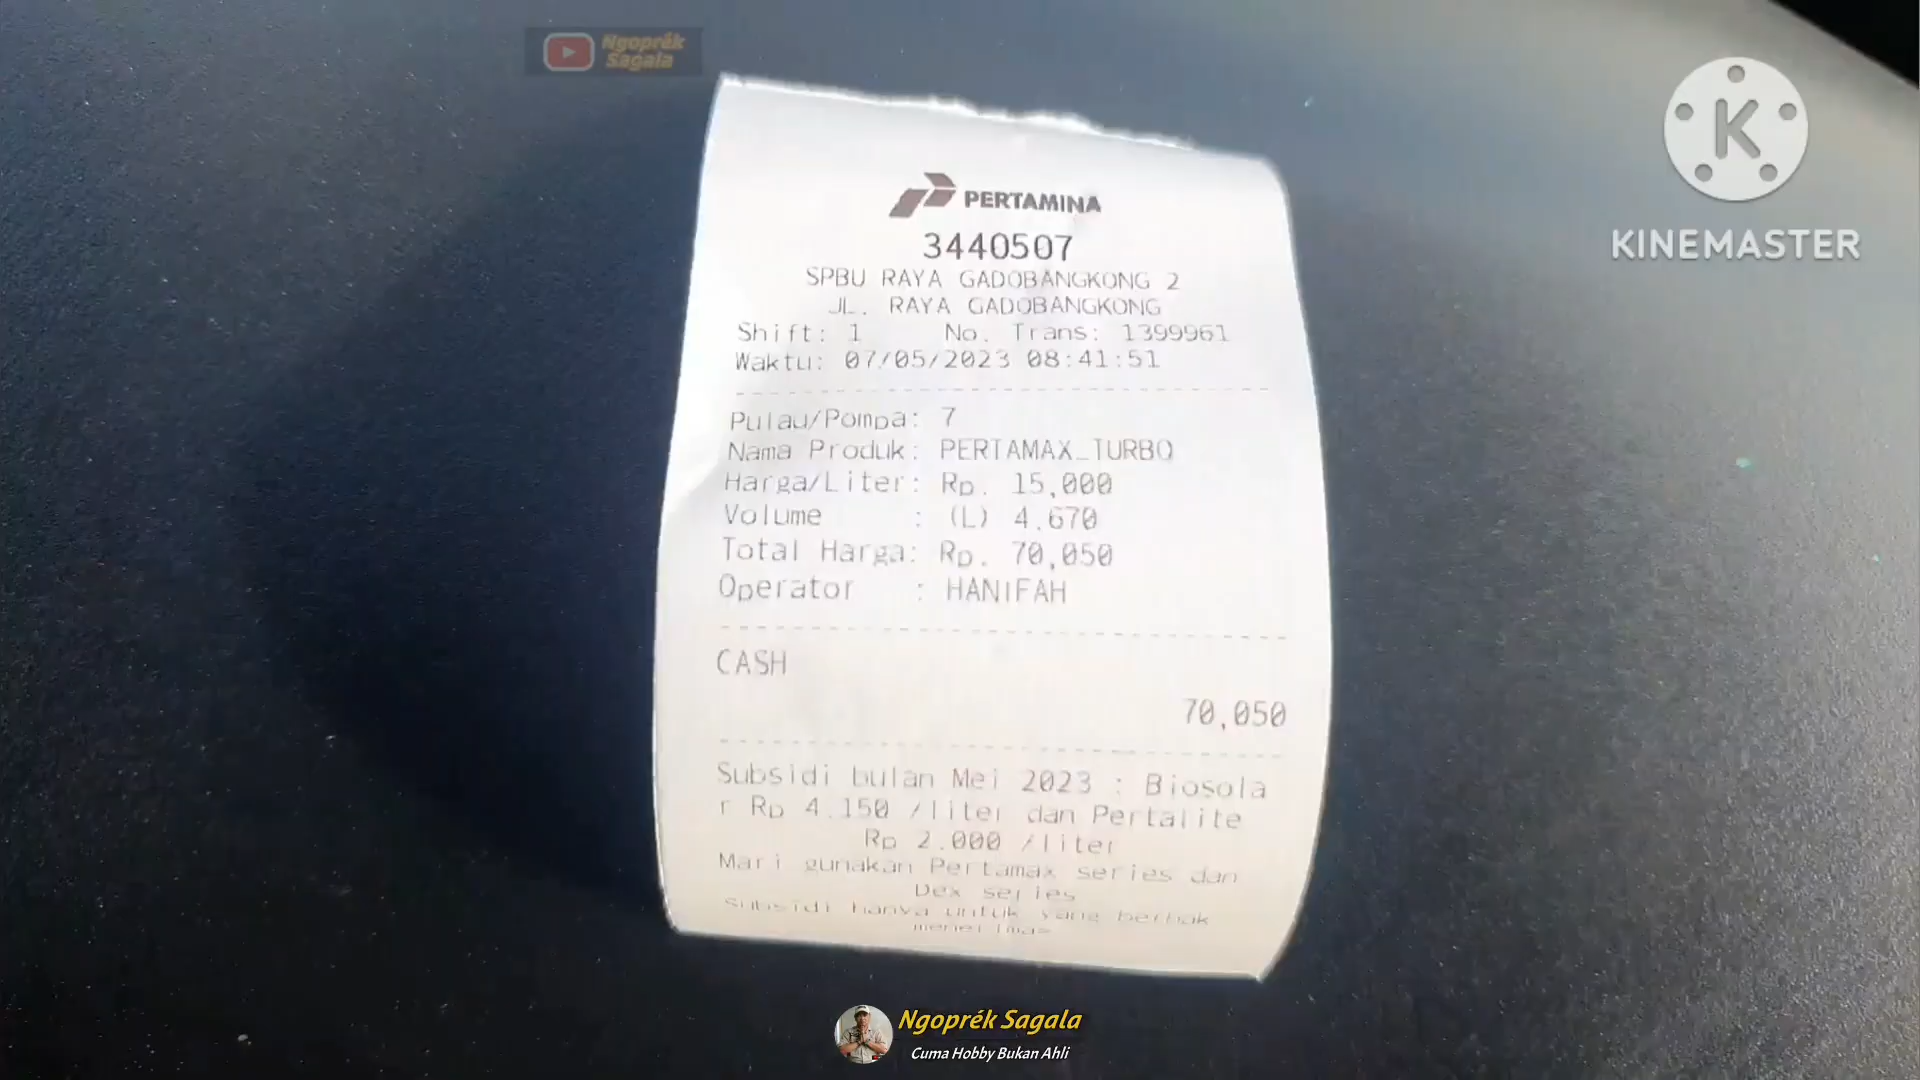 Ngoprék
Sagala
K
KINEMASTER
PERTAMINA
3440507
SPBU RAYA GADOBANGKONG 2
JL. RAYA GADOBANGKONG
Shift: 1 No. Trans: 1399961
Waktu: 07/05/2023 08:41:51
Pulau/Pompa: 7
Nama Produk: PERTAMAX_TURBO
Harga/Liter: Rp. 15,000
Volume : (L) 4.670
Total Harga: Rp. 70,050
Operator : HANIFAH
CASH
70,050
Subsidi bulan Mei 2023 : Biosola
r Rp 4.150 /liter dan Pertalite
Rp 2.000 /liter
Mari gunakan Pertamax series dan
Dex series
Subsidi hanya untuk yang berhak
Ngoprék Sagala
Cuma Hobby Bukan Ahli